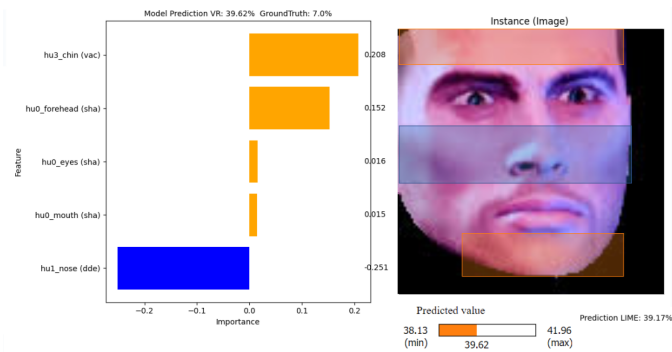 Model Prediction VR: 39.62% GroundTruth: 7.0%
Instance (Image)
Feature
hu3_chin (vac)
0.208
hu0_forehead (sha)
0.152
hu0_eyes (sha)
0.016
hu0_mouth (sha)
0.015
hu1_nose (dde)
-0.251
−0.2 −0.1 0.0 0.1 0.2
Importance
Predicted value
38.13
(min)
39.62
41.96
(max)
Prediction LIME: 39.17%